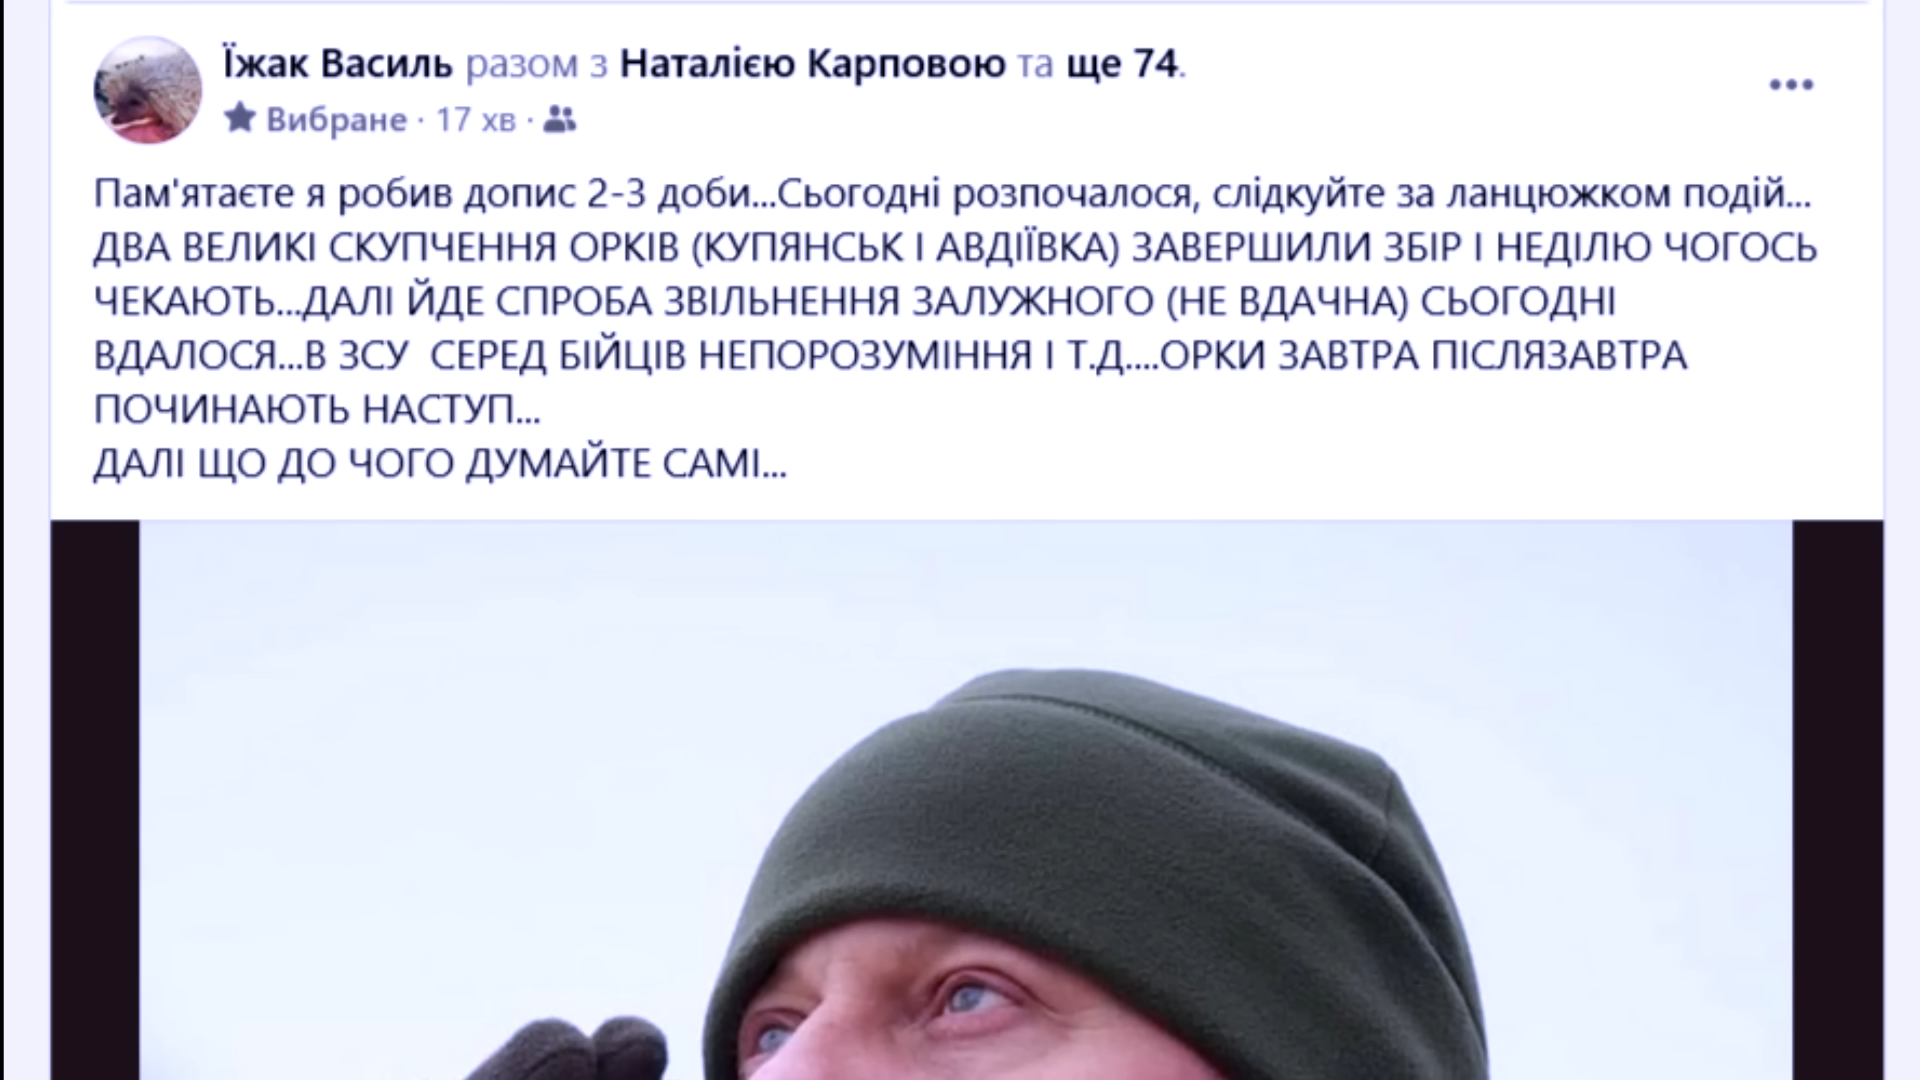 Їжак Василь разом з Наталією Карповою та ще 74.
Вибране · 17 хв ·
Пам'ятаєте я робив допис 2-3 доби...Сьогодні розпочалося, слідкуйте за ланцюжком подій...
ДВА ВЕЛИКІ СКУПЧЕННЯ ОРКІВ (КУПЯНСЬК І АВДІЇВКА) ЗАВЕРШИЛИ ЗБІР І НЕДІЛЮ ЧОГОСЬ
ЧЕКАЮТЬ...ДАЛІ ЙДЕ СПРОБА ЗВІЛЬНЕННЯ ЗАЛУЖНОГО (НЕ ВДАЧНА) СЬОГОДНІ
ВДАЛОСЯ...В ЗСУ  СЕРЕД БІЙЦІВ НЕПОРОЗУМІННЯ І Т.Д....ОРКИ ЗАВТРА ПІСЛЯЗАВТРА
ПОЧИНАЮТЬ НАСТУП...
ДАЛІ ЩО ДО ЧОГО ДУМАЙТЕ САМІ...